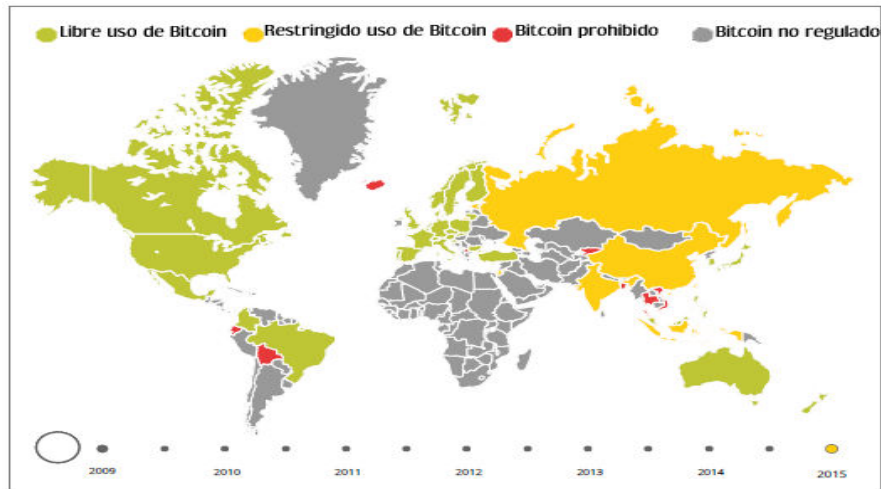 Libre uso de Bitcoin Restringido uso de Bitcoin Bitcoin prohibido Bitcoin no regulado
2009 2010 2011 2012 2013 2014 2015